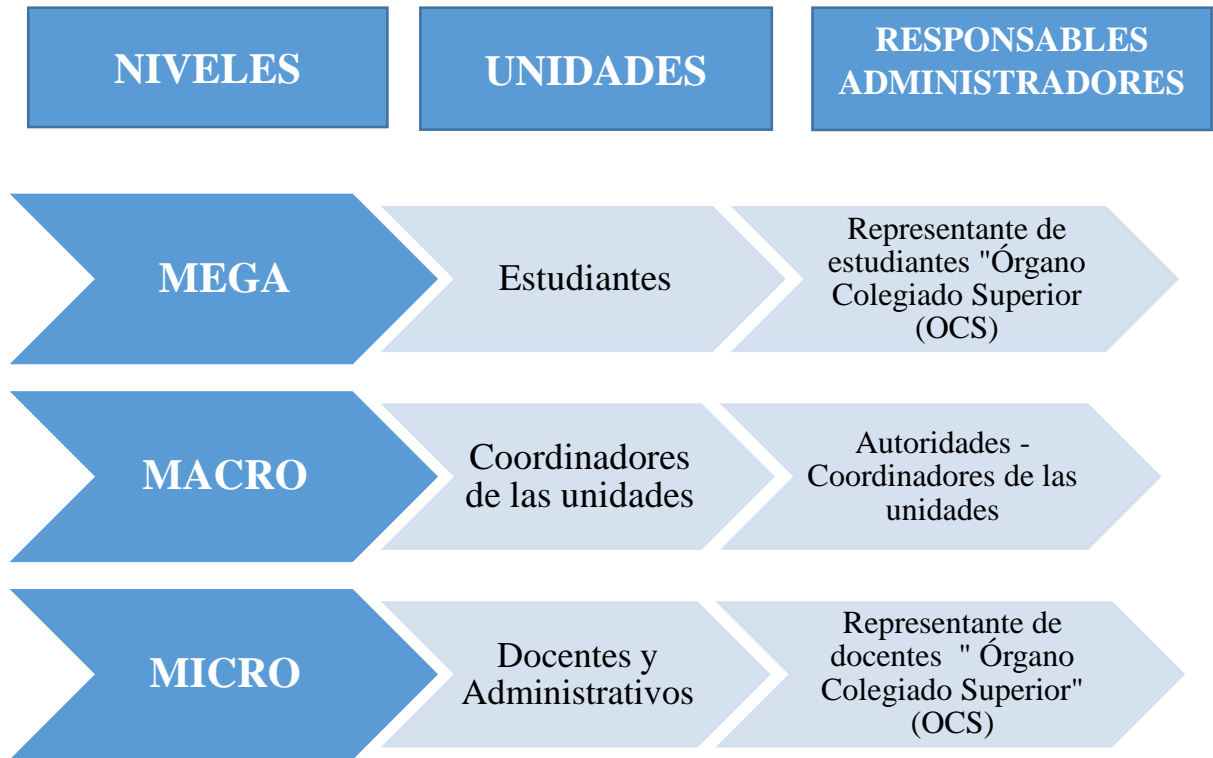 NIVELES
UNIDADES
RESPONSABLES
ADMINISTRADORES
MEGA
Estudiantes
Representante de
estudiantes "Órgano
Colegiado Superior
(OCS)
MACRO
Coordinadores
de las unidades
Autoridades -
Coordinadores de las
unidades
MICRO
Docentes y
Administrativos
Representante de
docentes " Órgano
Colegiado Superior"
(OCS)